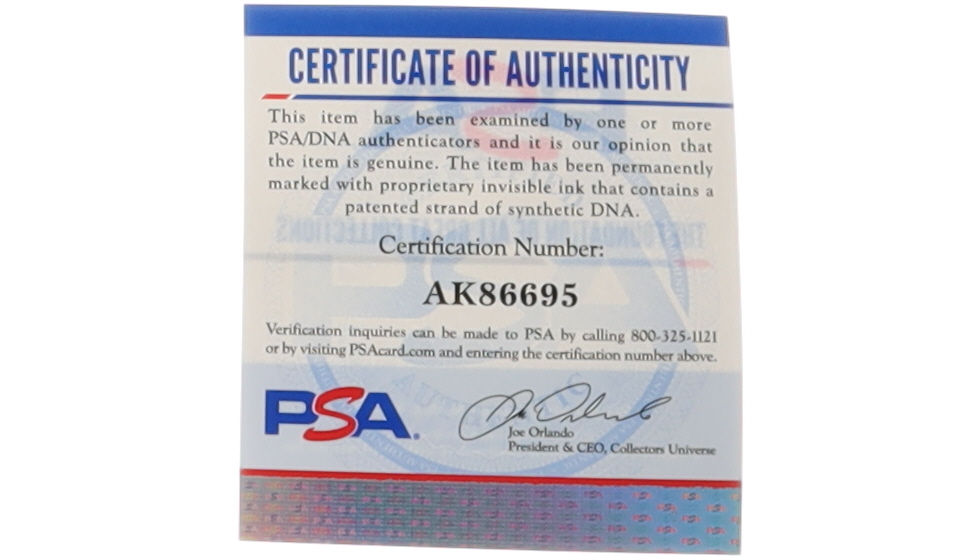 CERTIFICATE OF AUTHENTICITY
This item has been examined by one or more
PSA/DNA authenticators and it is our opinion that
the item is genuine. The item has been permanently
marked with proprietary invisible ink that contains a
patented strand of synthetic DNA.
Certification Number:
AK86695
Verification inquiries can be made to PSA by calling 800-325-1121
or by visiting PSAcard.com and entering the certification number above.
PSA
Joe Orlando
President & CEO, Collectors Universe